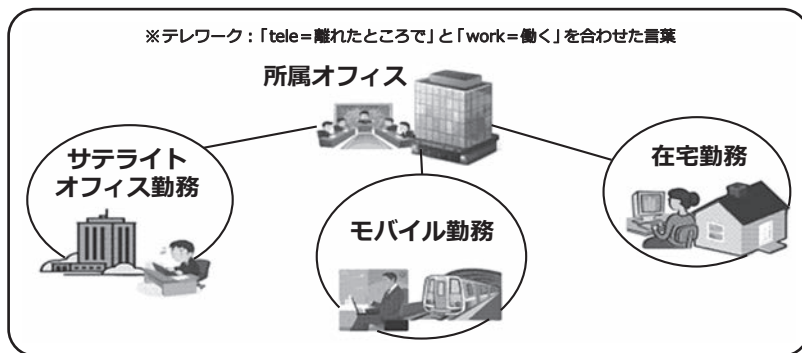 ※テレワーク：「tele＝離れたところで」と「work＝働く」を合わせた言葉
所属オフィス
サテライト
オフィス勤務
モバイル勤務
在宅勤務